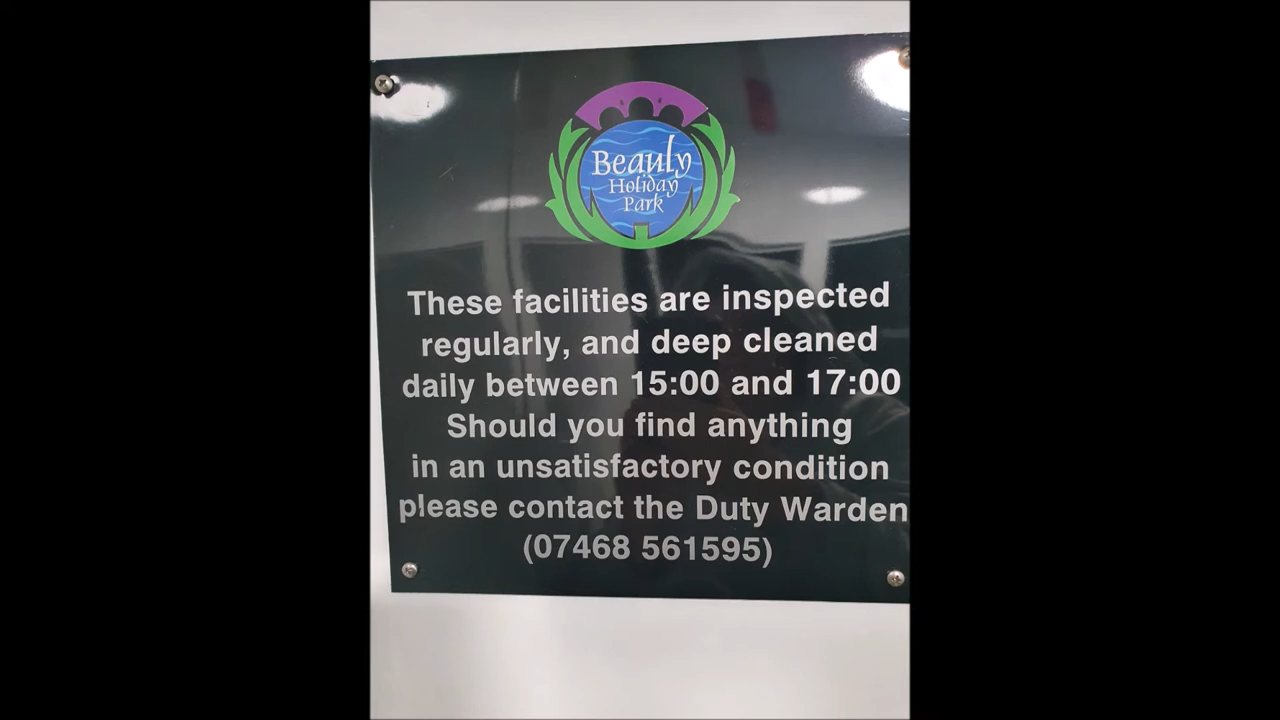 Beauly
Holiday
Park
These facilities are inspected
regularly, and deep cleaned
daily between 15:00 and 17:00
Should you find anything
in an unsatisfactory condition
please contact the Duty Warden
(07468 561595)